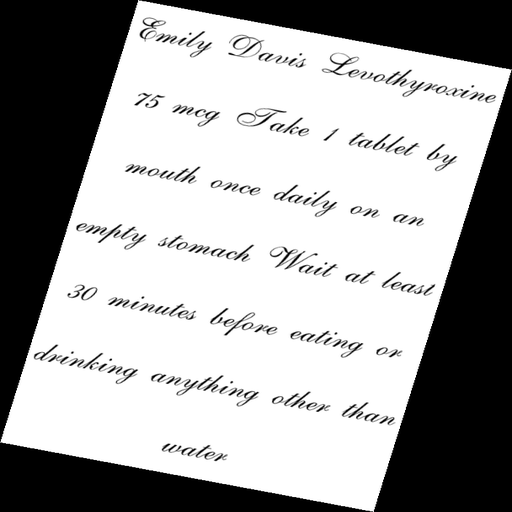 Emily Davis Levothyroxine
75 mcg Take 1 tablet by
mouth once daily on an
empty stomach Wait at least
30 minutes before eating or
drinking anything other than
water